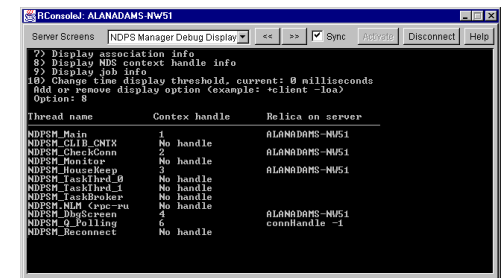 RConsoleJ: ALANADAMS-NW51
Server Screens NDPS Manager Debug Display << >> Sync Activate Disconnect Help
7) Display association info
8) Display NDS context handle info
9) Display job info
10) Change time display threshold, current: 0 milliseconds
Add or remove display option (example: +client -loa)
Option: 8
Thread name Contex handle Relica on server
NDPSM_Main 1 ALANADAMS-NW51
NDPSM_CLIB_CNTX No handle
NDPSM_CheckConn 2 ALANADAMS-NW51
NDPSM_Monitor No handle
NDPSM_HouseKeep 3 ALANADAMS-NW51
NDPSM_TaskThrd_0 No handle
NDPSM_TaskThrd_1 No handle
NDPSM_TaskBroker No handle
NDPSM.NLM (rpc-ru No handle
NDPSM_DbgScreen 4 ALANADAMS-NW51
NDPSM_Q_Polling 6 connHandle -1
NDPSM_Reconnect No handle